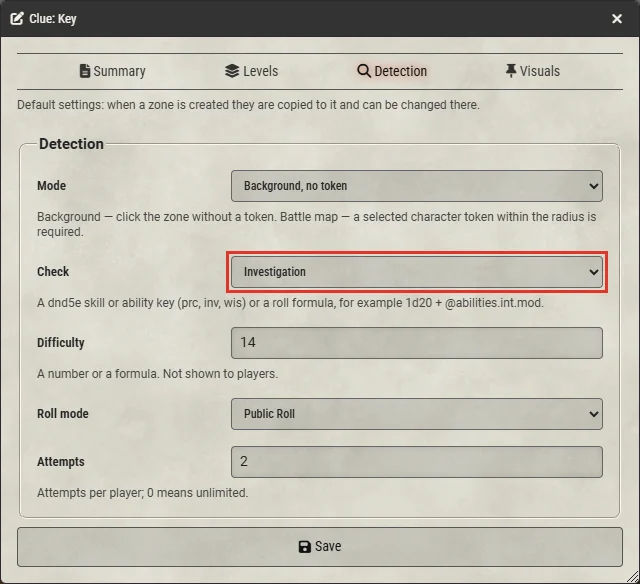 Clue: Key
Summary
Levels
Detection
Visuals
Default settings: when a zone is created they are copied to it and can be changed there.
Detection
Mode
Background, no token
Background — click the zone without a token. Battle map — a selected character token within the radius is
required.
Check
Investigation
A dnd5e skill or ability key (prc, inv, wis) or a roll formula, for example 1d20 + @abilities.int.mod.
Difficulty
14
A number or a formula. Not shown to players.
Roll mode
Public Roll
Attempts
2
Attempts per player; 0 means unlimited.
Save